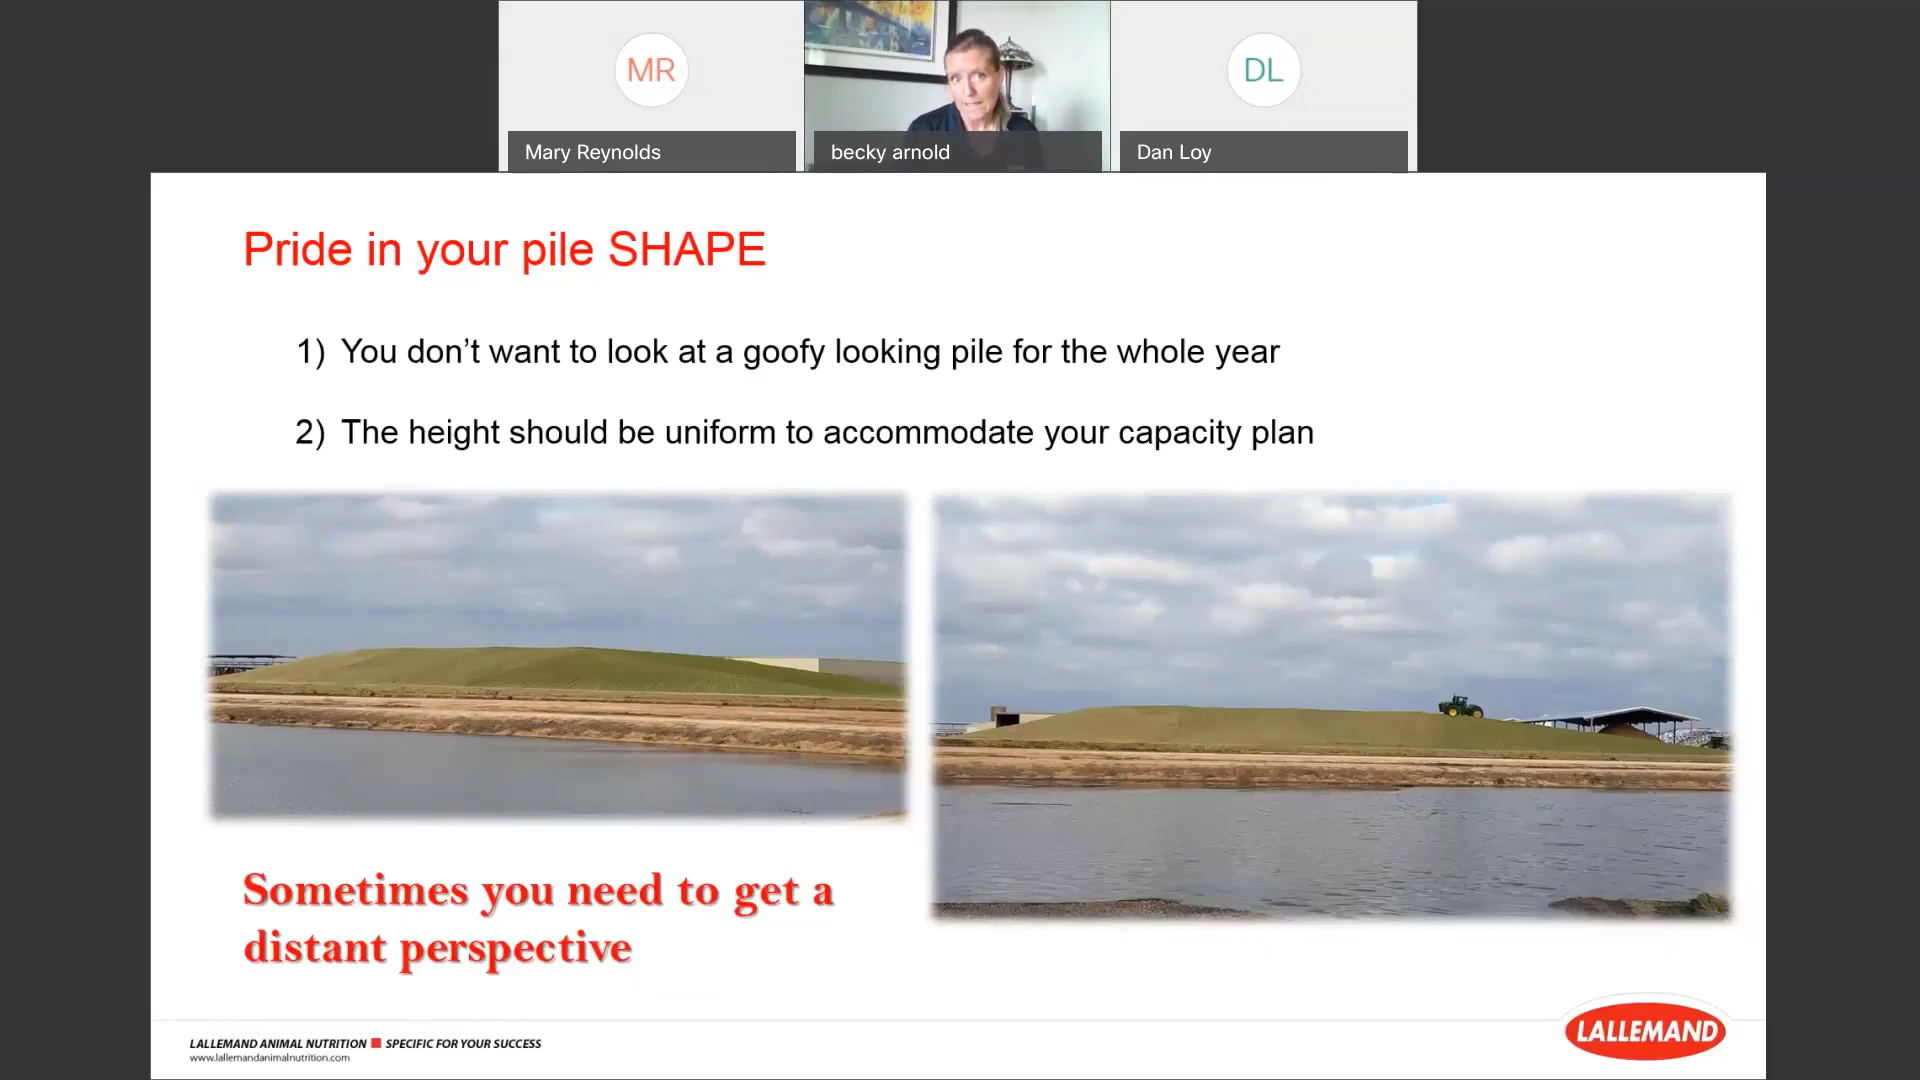 MR
DL
Mary Reynolds
becky arnold
Dan Loy
Pride in your pile SHAPE
1) You don’t want to look at a goofy looking pile for the whole year
2) The height should be uniform to accommodate your capacity plan
Sometimes you need to get a
distant perspective
LALLEMAND ANIMAL NUTRITION SPECIFIC FOR YOUR SUCCESS
www.lallemandanimalnutrition.com
LALLEMAND